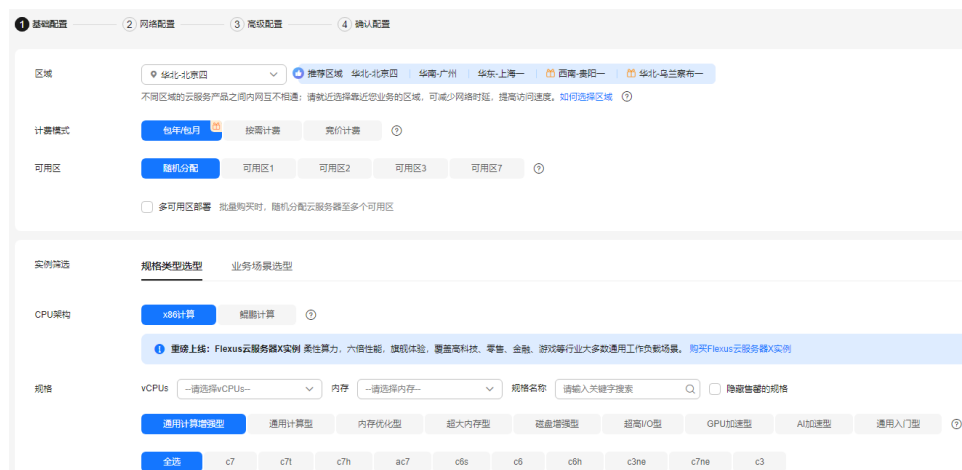 1 基础配置 2 网络配置 3 高级配置 4 确认配置
区域 华北-北京四 推荐区域 华北-北京四 华南-广州 华东-上海一 西南-贵阳一 华北-乌兰察布一
不同区域的云服务产品之间内网互不相通；请就近选择靠近您业务的区域，可减少网络时延，提高访问速度。如何选择区域 ?
计费模式 包年/包月 按需计费 竞价计费 ?
可用区 随机分配 可用区1 可用区2 可用区3 可用区7 ?
多可用区部署 批量购买时，随机分配云服务器至多个可用区
实例筛选 规格类型选型 业务场景选型
CPU架构 x86计算 鲲鹏计算 ?
重磅上线：Flexus云服务器X实例 柔性算力，六倍性能，旗舰体验，覆盖高科技、零售、金融、游戏等行业大多数通用工作负载场景。 购买Flexus云服务器X实例
规格 vCPUs --请选择vCPUs-- 内存 --请选择内存-- 规格名称 请输入关键字搜索 隐藏售罄的规格
通用计算增强型 通用计算型 内存优化型 超大内存型 磁盘增强型 超高I/O型 GPU加速型 AI加速型 通用入门型 ?
全选 c7 c7t c7h ac7 c6s c6 c6h c3ne c7ne c3